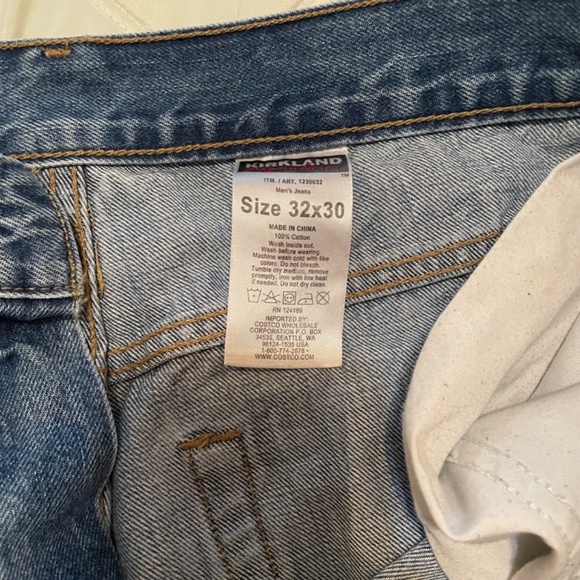 KIRKLAND
™
ITM. / ART. 1230032
Men's Jeans
Size 32x30
MADE IN CHINA
100% Cotton
Wash inside out.
Wash before wearing.
Machine wash cold with like
colors. Do not bleach.
Tumble dry medium, remove
promptly, iron with low heat
if needed. Do not dry clean.
RN 124189
IMPORTED BY:
COSTCO WHOLESALE
CORPORATION P.O. BOX
34535, SEATTLE, WA
98124-1535 USA
1-800-774-2678
WWW.COSTCO.COM